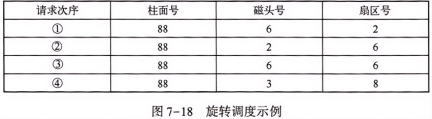 请求次序 柱面号 磁头号 扇区号
① 88 6 2
② 88 2 6
③ 88 6 6
④ 88 3 8
图 7-18 旋转调度示例